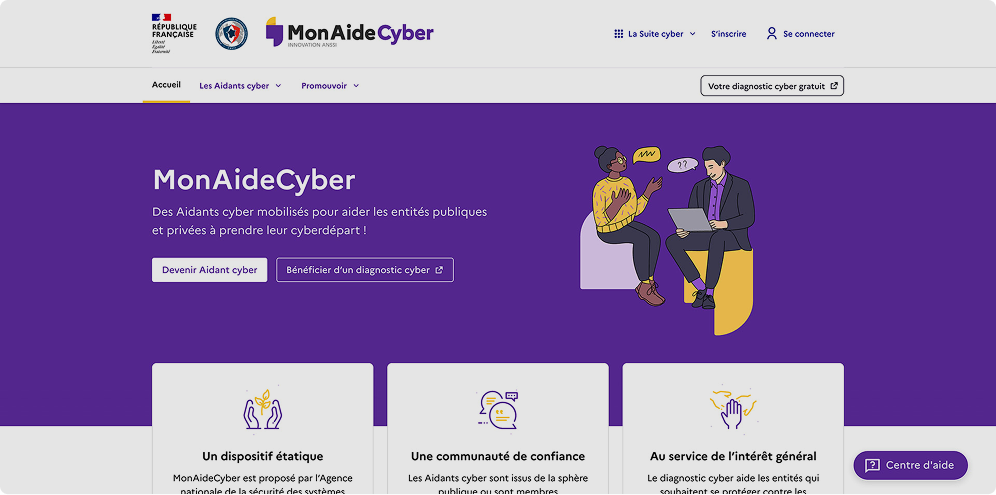 RÉPUBLIQUE
FRANÇAISE
Liberté
Égalité
Fraternité
MonAideCyber
INNOVATION ANSSI
La Suite cyber
S'inscrire
Se connecter
Accueil
Les Aidants cyber
Promouvoir
Votre diagnostic cyber gratuit
MonAideCyber
Des Aidants cyber mobilisés pour aider les entités publiques
et privées à prendre leur cyberdépart !
Devenir Aidant cyber
Bénéficier d'un diagnostic cyber
??
Un dispositif étatique
MonAideCyber est proposé par l'Agence
nationale de la sécurité des systèmes
Une communauté de confiance
Les Aidants cyber sont issus de la sphère
publique ou sont membres
Au service de l'intérêt général
Le diagnostic cyber aide les entités qui
souhaitent se protéger contre les
Centre d'aide